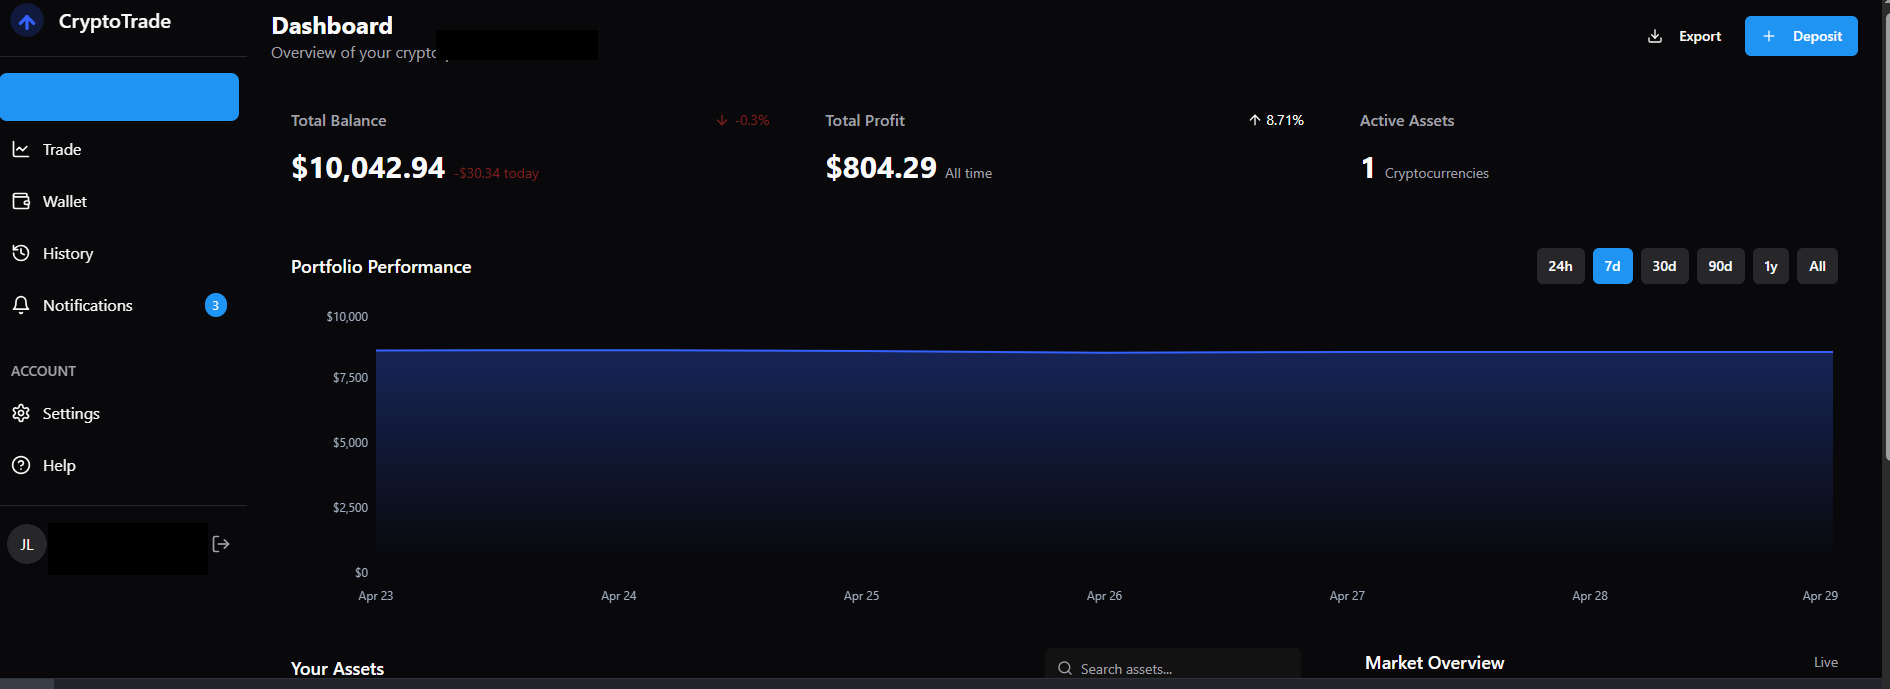 CryptoTrade
Trade
Wallet
History
Notifications 3
ACCOUNT
Settings
Help
JL
Dashboard
Overview of your
Export
Deposit
Total Balance
-0.3%
$10,042.94 -$30.34 today
Total Profit
8.71%
$804.29 All time
Active Assets
1 Cryptocurrencies
Portfolio Performance
24h 7d 30d 90d 1y All
$10,000
$7,500
$5,000
$2,500
$0
Apr 23 Apr 24 Apr 25 Apr 26 Apr 27 Apr 28 Apr 29
Your Assets
Search assets...
Market Overview
Live